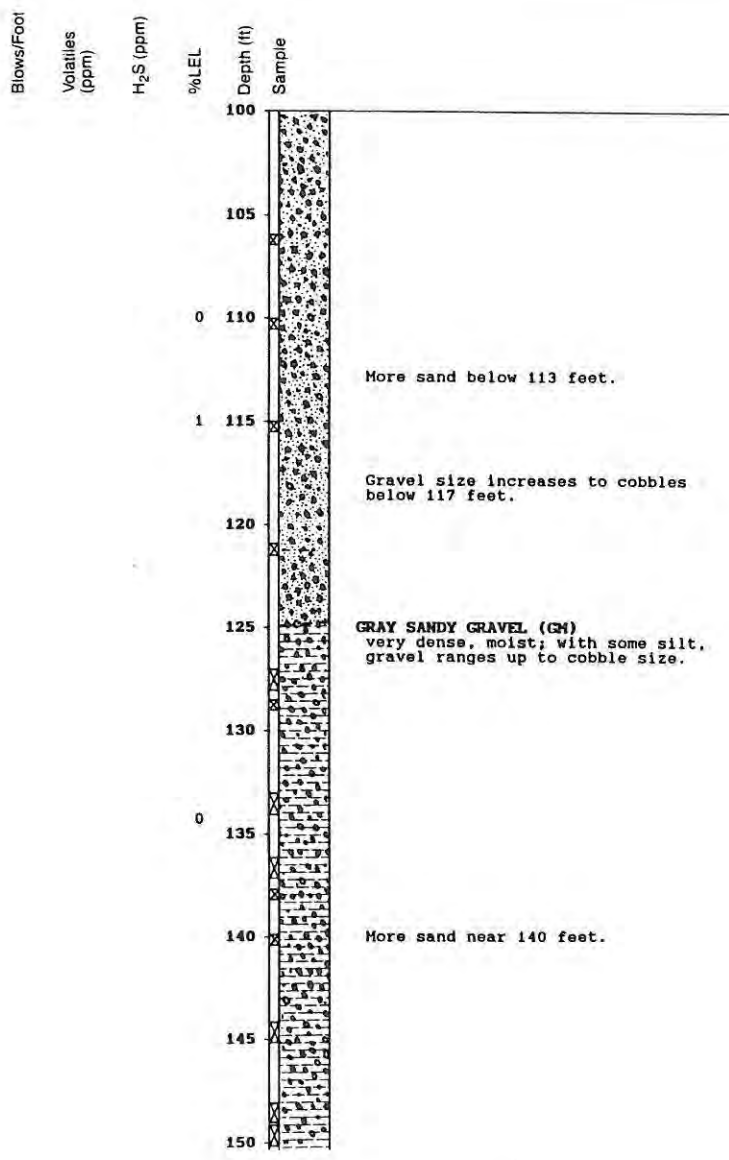 Blows/Foot
Volatiles
(ppm)
H2S (ppm)
%LEL
Depth (ft)
Sample
100
105
0 110
More sand below 113 feet.
1 115
Gravel size increases to cobbles
below 117 feet.
120
125 GRAY SANDY GRAVEL (GM)
very dense, moist; with some silt,
gravel ranges up to cobble size.
130
0
135
140 More sand near 140 feet.
145
150